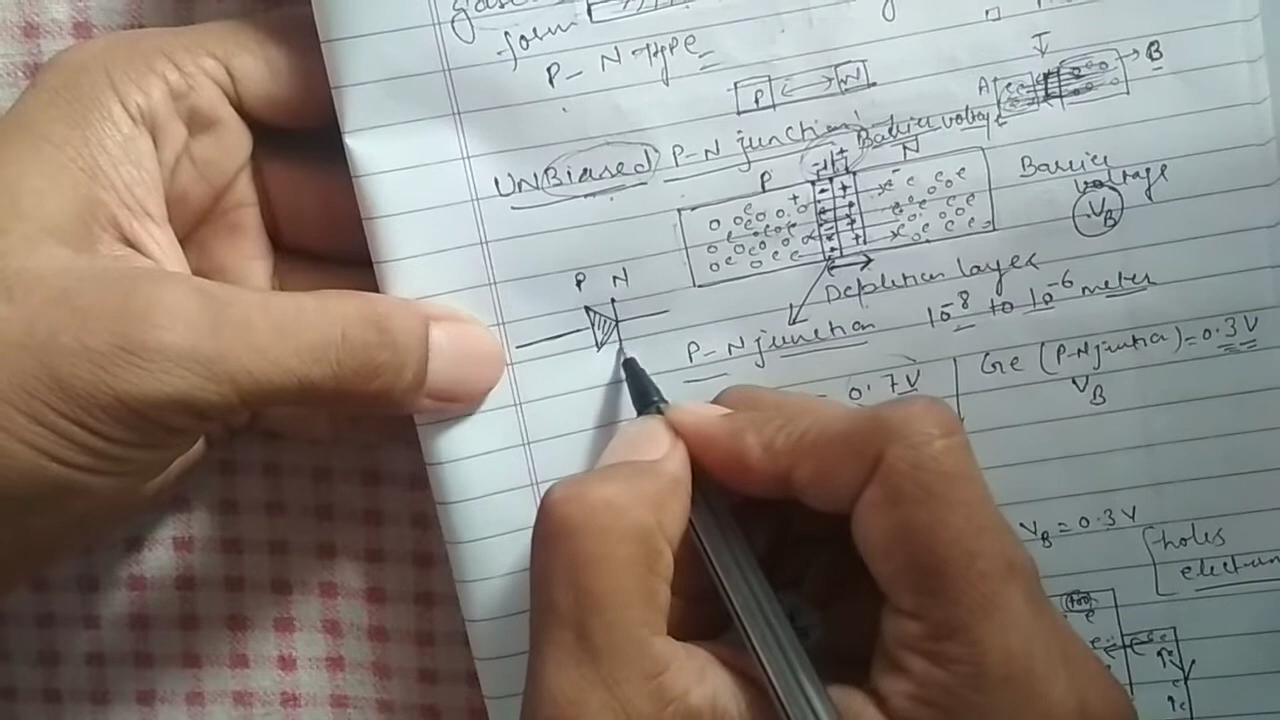 form
P- N-type
P N
A B
UNBiased P-N junction' Barrier voltage
P N
Barrier
voltage
VB
P N
Depletion layer
P-N junction 10-8 to 10-6 meter
0.7V
Ge (P-N junction) = 0.3V
VB
VB = 0.3V
holes
electron